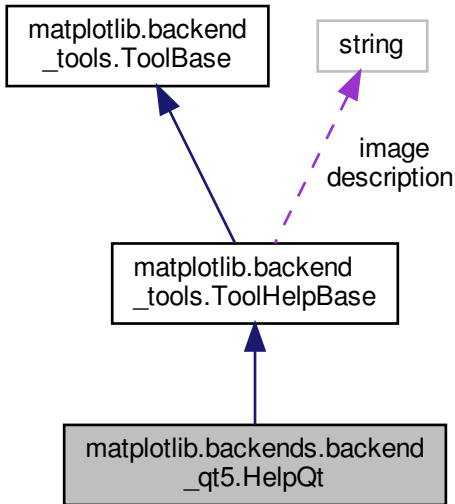 matplotlib.backend
_tools.ToolBase
string
image
description
matplotlib.backend
_tools.ToolHelpBase
matplotlib.backends.backend
_qt5.HelpQt